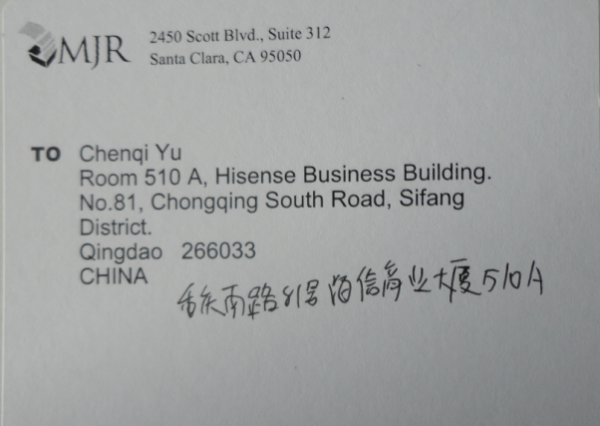 MJR
2450 Scott Blvd., Suite 312
Santa Clara, CA 95050
TO Chenqi Yu
Room 510 A, Hisense Business Building.
No.81, Chongqing South Road, Sifang
District.
Qingdao 266033
CHINA
重庆南路81号海信商业大厦510A